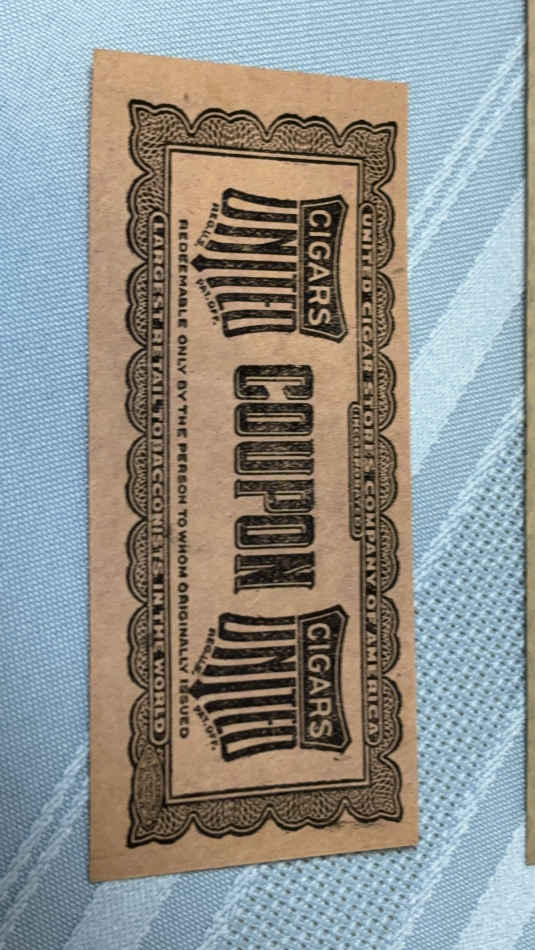 UNITED CIGAR STORES COMPANY OF AMERICA
(INCORPORATED)
CIGARS
UNITED
REG. U.S. PAT. OFF.
COUPON
CIGARS
UNITED
REG. U.S. PAT. OFF.
REDEEMABLE ONLY BY THE PERSON TO WHOM ORIGINALLY ISSUED
LARGEST RETAIL TOBACCONISTS IN THE WORLD